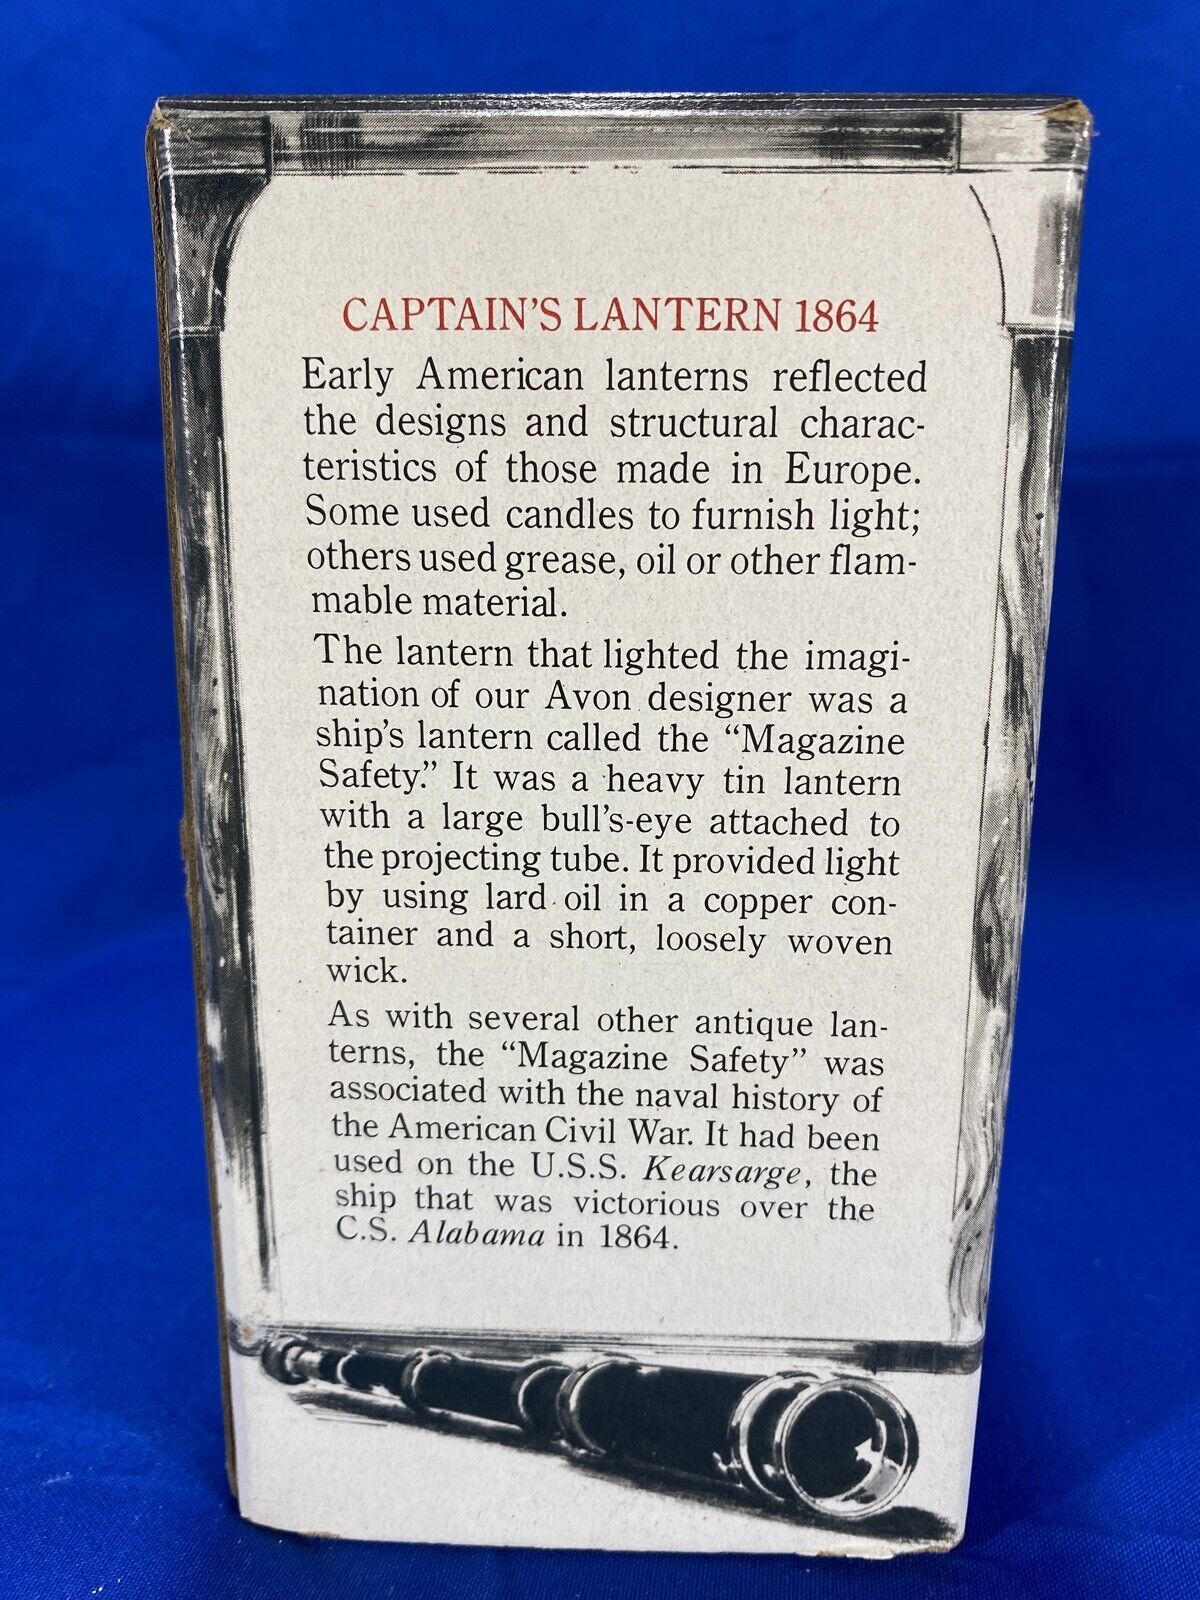 CAPTAIN'S LANTERN 1864
Early American lanterns reflected
the designs and structural charac-
teristics of those made in Europe.
Some used candles to furnish light;
others used grease, oil or other flam-
mable material.
The lantern that lighted the imagi-
nation of our Avon designer was a
ship's lantern called the “Magazine
Safety.” It was a heavy tin lantern
with a large bull's-eye attached to
the projecting tube. It provided light
by using lard oil in a copper con-
tainer and a short, loosely woven
wick.
As with several other antique lan-
terns, the “Magazine Safety” was
associated with the naval history of
the American Civil War. It had been
used on the U.S.S. Kearsarge, the
ship that was victorious over the
C.S. Alabama in 1864.